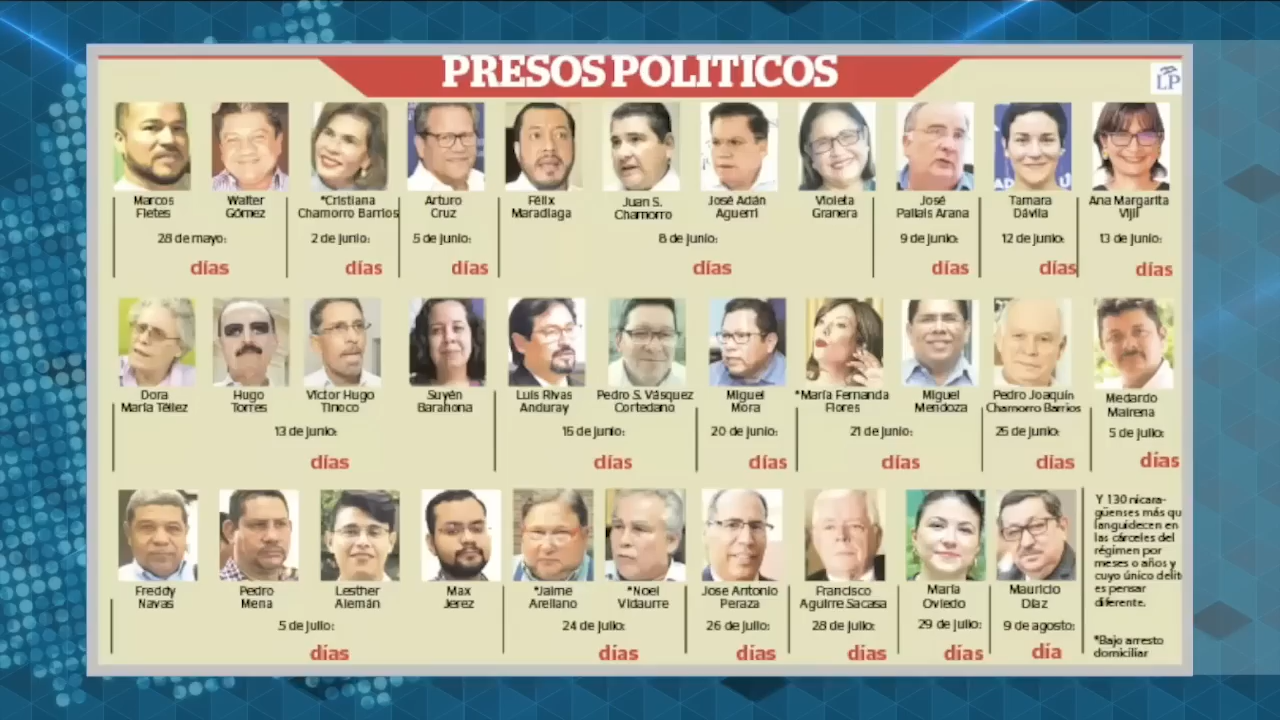 PRESOS POLITICOS
LP
Marcos
Fletes
Walter
Gómez
28 de mayo:
días
*Cristiana
Chamorro Barrios
2 de junio:
días
Arturo
Cruz
5 de junio:
días
Félix
Maradiaga
Juan S.
Chamorro
José Adán
Aguerri
Violeta
Granera
8 de junio:
días
José
Pallais Arana
9 de junio:
días
Tamara
Dávila
12 de junio:
días
Ana Margarita
Vijil
13 de junio:
días
Dora
María Téllez
Hugo
Torres
Víctor Hugo
Tinoco
Suyén
Barahona
13 de junio:
días
Luis Rivas
Anduray
Pedro S. Vásquez
Cortedano
15 de junio:
días
Miguel
Mora
20 de junio:
días
*María Fernanda
Flores
Miguel
Mendoza
21 de junio:
días
Pedro Joaquín
Chamorro Barrios
25 de junio:
días
Medardo
Mairena
5 de julio:
días
Freddy
Navas
Pedro
Mena
Lesther
Alemán
Max
Jerez
5 de julio:
días
*Jaime
Arellano
*Noel
Vidaurre
24 de julio:
días
Jose Antonio
Peraza
26 de julio:
días
Francisco
Aguirre Sacasa
28 de julio:
días
María
Oviedo
29 de julio:
días
Mauricio
Díaz
9 de agosto:
día
Y 130 nicara-
güenses más qu
languidecen en
las cárceles del
régimen por
meses o años y
cuyo único delit
es pensar
diferente.
*Bajo arresto
domiciliar